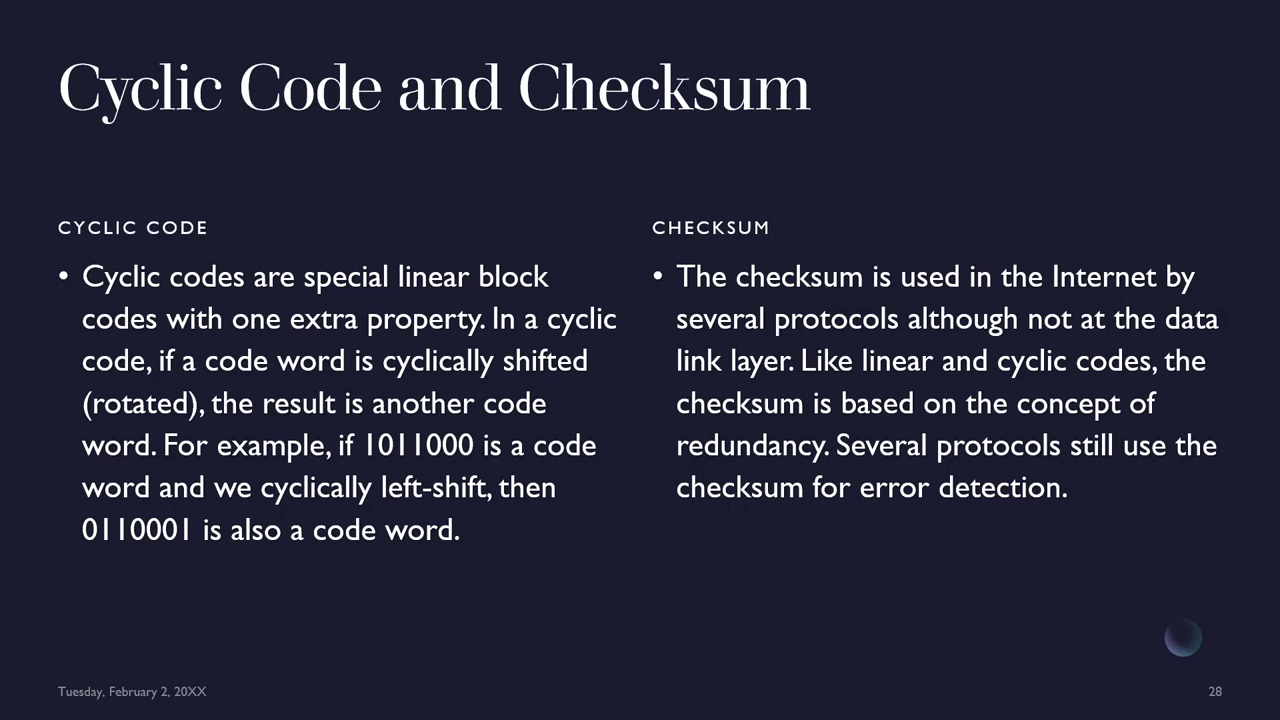 Cyclic Code and Checksum
CYCLIC CODE
• Cyclic codes are special linear block
codes with one extra property. In a cyclic
code, if a code word is cyclically shifted
(rotated), the result is another code
word. For example, if 1011000 is a code
word and we cyclically left-shift, then
0110001 is also a code word.
CHECKSUM
• The checksum is used in the Internet by
several protocols although not at the data
link layer. Like linear and cyclic codes, the
checksum is based on the concept of
redundancy. Several protocols still use the
checksum for error detection.
Tuesday, February 2, 20XX
28